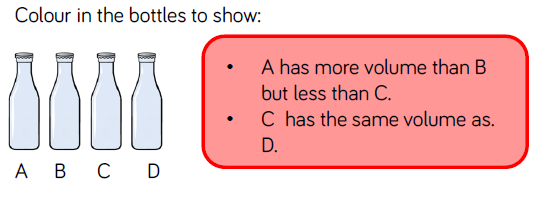 Colour in the bottles to show:
• A has more volume than B
but less than C.
• C has the same volume as.
D.
A B C D